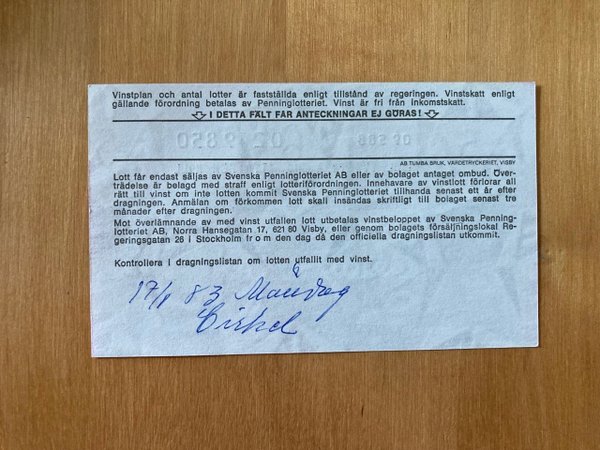 Vinstplan och antal lotter är fastställda enligt tillstånd av regeringen. Vinstskatt enligt
gällande förordning betalas av Penninglotteriet. Vinst är fri från inkomstskatt.
I DETTA FÄLT FÅR ANTECKNINGAR EJ GÖRAS!
AB TUMBA BRUK, VÄRDETRYCKERIET, VISBY
Lott får endast säljas av Svenska Penninglotteriet AB eller av bolaget antaget ombud. Över-
trädelse är belagd med straff enligt lotteriförordningen. Innehavare av vinstlott förlorar all
rätt till vinst om inte lotten kommit Svenska Penninglotteriet tillhanda senast ett år efter
dragningen. Anmälan om förkommen lott skall insändas skriftligt till bolaget senast tre
månader efter dragningen.
Mot överlämnande av med vinst utfallen lott utbetalas vinstbeloppet av Svenska Penning-
lotteriet AB, Norra Hansegatan 17, 621 80 Visby, eller genom bolagets försäljningslokal Re-
geringsgatan 26 i Stockholm fr o m den dag då den officiella dragningslistan utkommit.
Kontrollera i dragningslistan om lotten utfallit med vinst.
17/1 83 Måndag
Cirkel